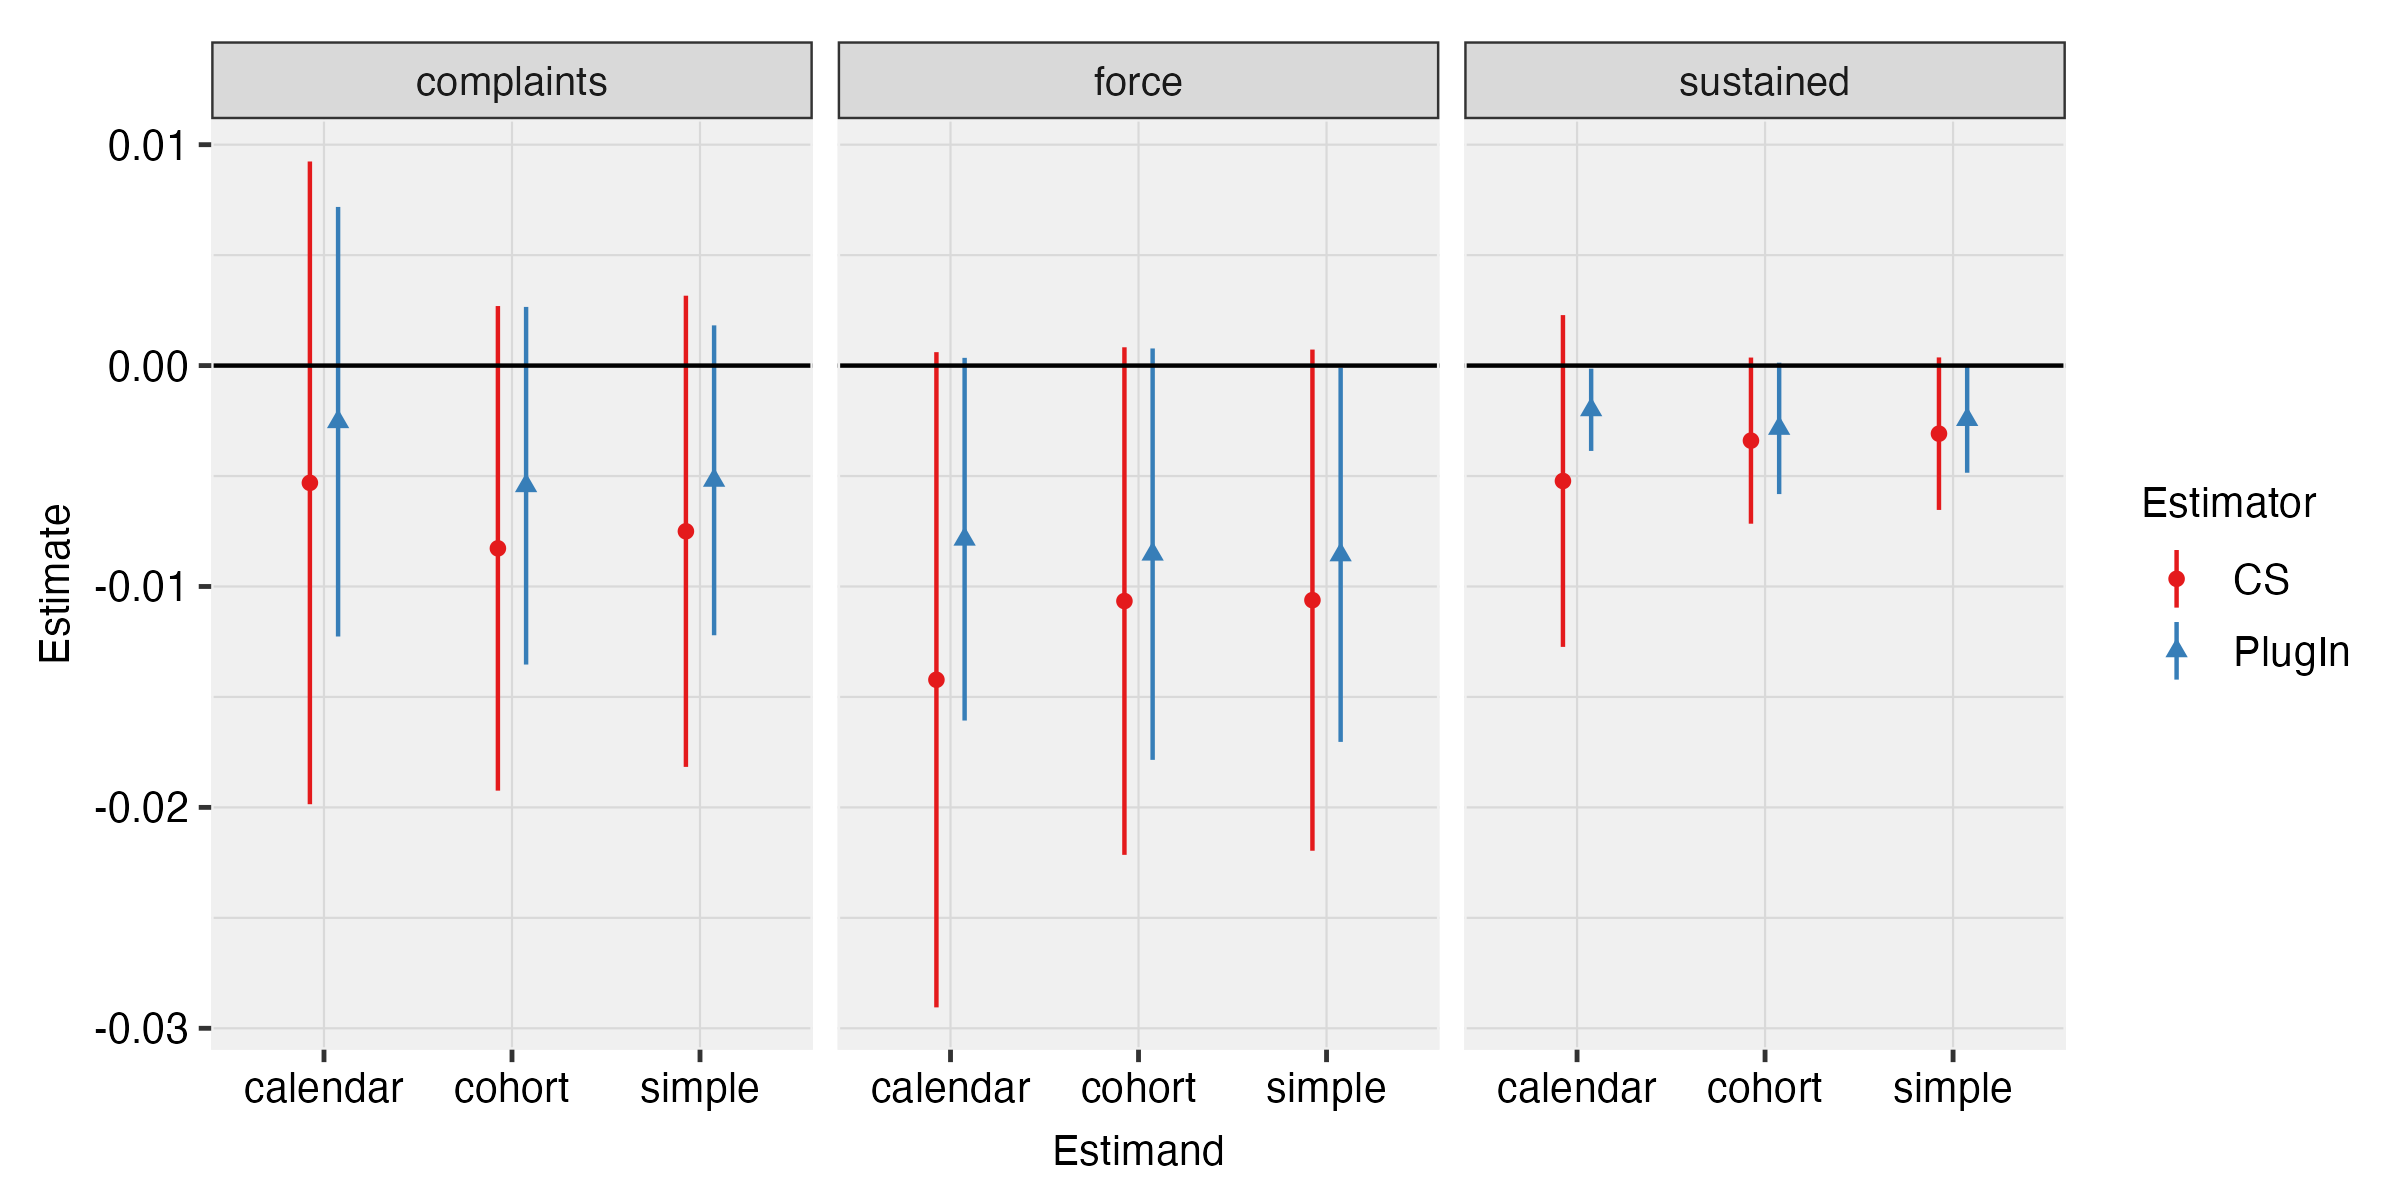 complaints
force
sustained
0.01
0.00
-0.01
-0.02
-0.03
Estimate
calendar cohort simple
calendar cohort simple
calendar cohort simple
Estimand
Estimator
CS
PlugIn